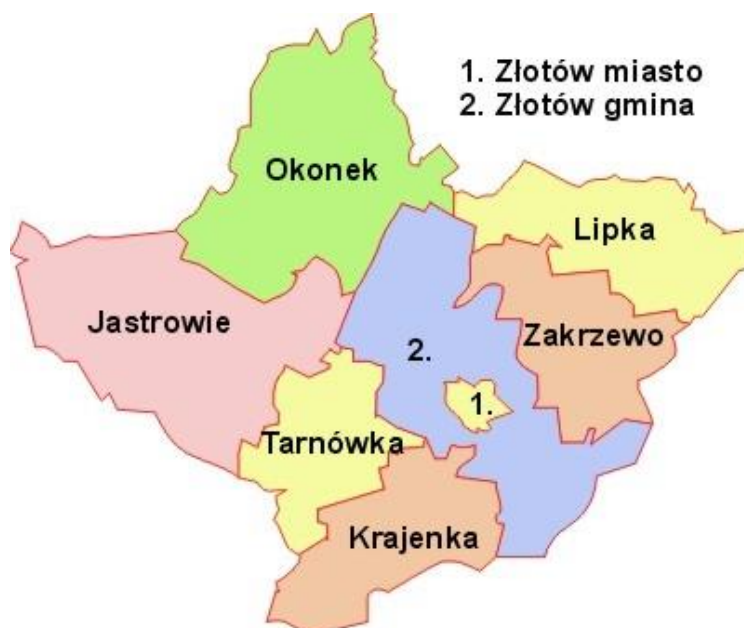 1. Złotów miasto
2. Złotów gmina
Okonek
Lipka
Jastrowie
Zakrzewo
2.
1.
Tarnówka
Krajenka